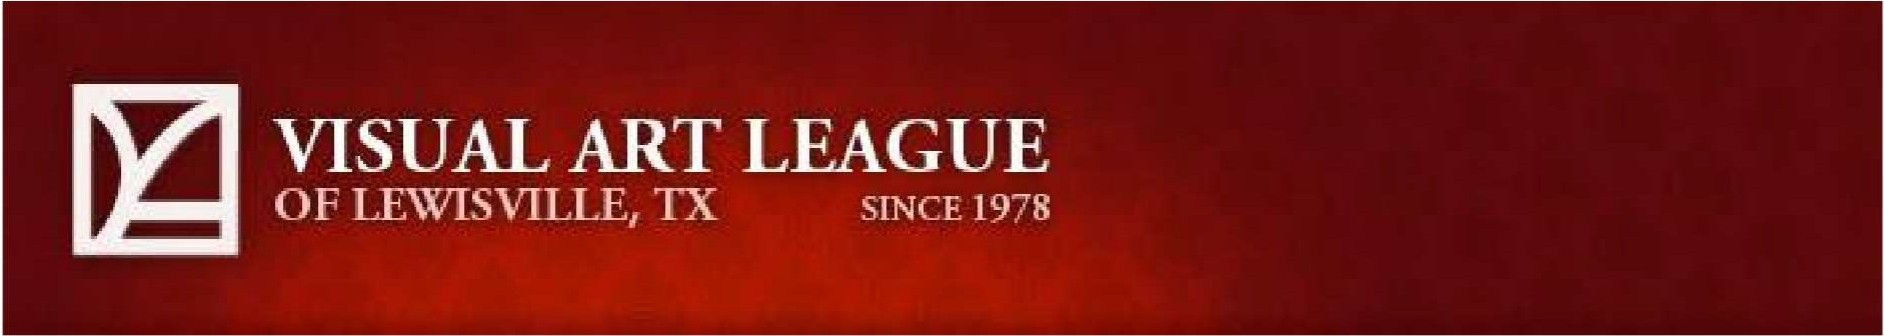 VISUAL ART LEAGUE
OF LEWISVILLE, TX SINCE 1978